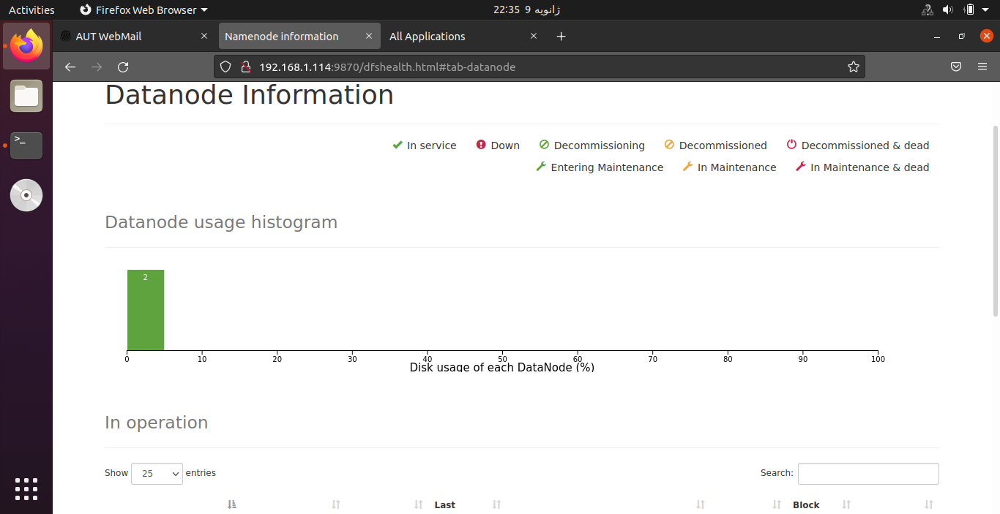 Activities Firefox Web Browser 22:35 9 ژانویه
AUT WebMail Namenode information All Applications
192.168.1.114:9870/dfshealth.html#tab-datanode
Datanode Information
In service Down Decommissioning Decommissioned Decommissioned & dead
Entering Maintenance In Maintenance In Maintenance & dead
Datanode usage histogram
2
0 10 20 30 40 50 60 70 80 90 100
Disk usage of each DataNode (%)
In operation
Show 25 entries Search:
Last Block